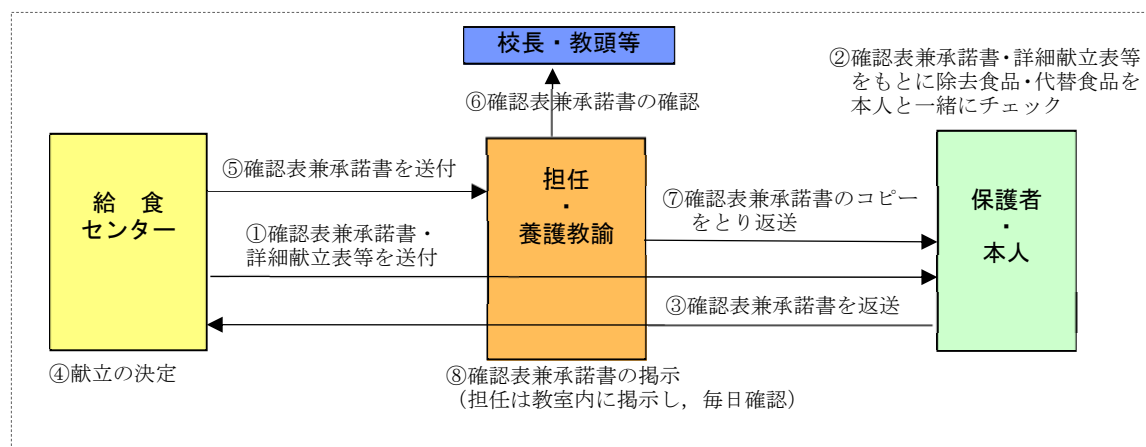 校長・教頭等
②確認表兼承諾書・詳細献立表等
をもとに除去食品・代替食品を
本人と一緒にチェック
⑥確認表兼承諾書の確認
⑤確認表兼承諾書を送付
担任
・
養護教諭
給　食
センター
⑦確認表兼承諾書のコピー
をとり返送
保護者
・
本人
①確認表兼承諾書・
詳細献立表等を送付
③確認表兼承諾書を返送
④献立の決定
⑧確認表兼承諾書の掲示
（担任は教室内に掲示し，毎日確認）